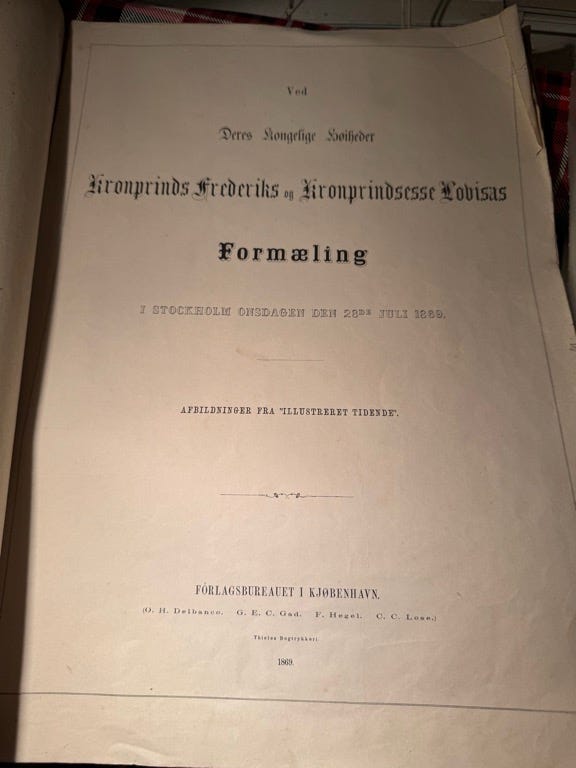 Ved
Deres Kongelige Høiheder
Kronprinds Frederiks og Kronprindsesse Lovisas
Formæling
I STOCKHOLM ONSDAGEN DEN 28DE JULI 1869.
AFBILDNINGER FRA "ILLUSTRERET TIDENDE".
FORLAGSBUREAUET I KJØBENHAVN.
(O. H. Delbanco. G. E. C. Gad. F. Hegel. C. C. Lose.)
Thieles Bogtrykkeri.
1869.